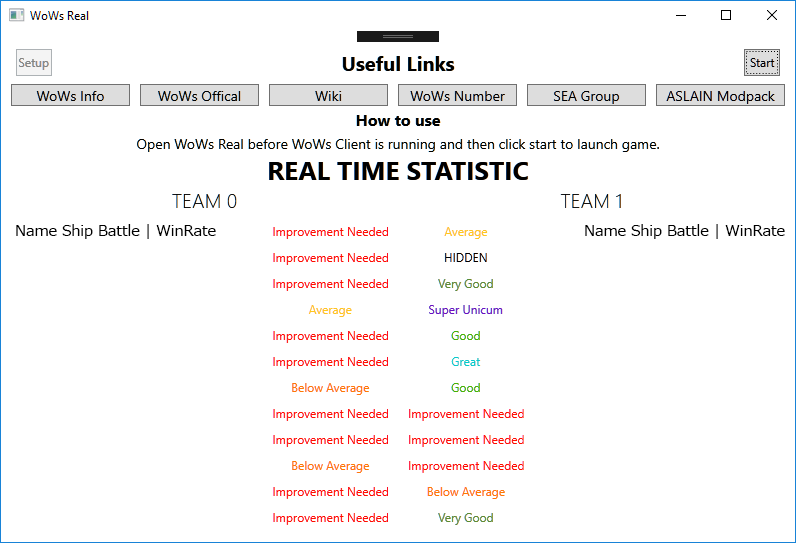 WoWs Real
Setup
Useful Links
Start
WoWs Info WoWs Offical Wiki WoWs Number SEA Group ASLAIN Modpack
How to use
Open WoWs Real before WoWs Client is running and then click start to launch game.
REAL TIME STATISTIC
TEAM 0 TEAM 1
Name Ship Battle | WinRate Improvement Needed Average Name Ship Battle | WinRate
Improvement Needed HIDDEN
Improvement Needed Very Good
Average Super Unicum
Improvement Needed Good
Improvement Needed Great
Below Average Good
Improvement Needed Improvement Needed
Improvement Needed Improvement Needed
Below Average Improvement Needed
Improvement Needed Below Average
Improvement Needed Very Good